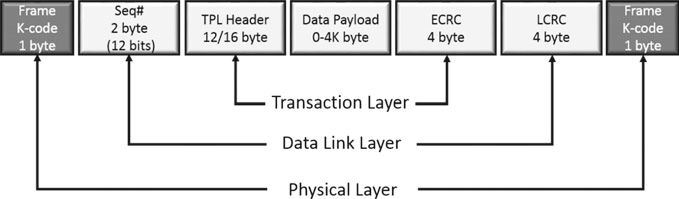 Frame
K-code
1 byte
Seq#
2 byte
(12 bits)
TPL Header
12/16 byte
Data Payload
0-4K byte
ECRC
4 byte
LCRC
4 byte
Frame
K-code
1 byte
Transaction Layer
Data Link Layer
Physical Layer